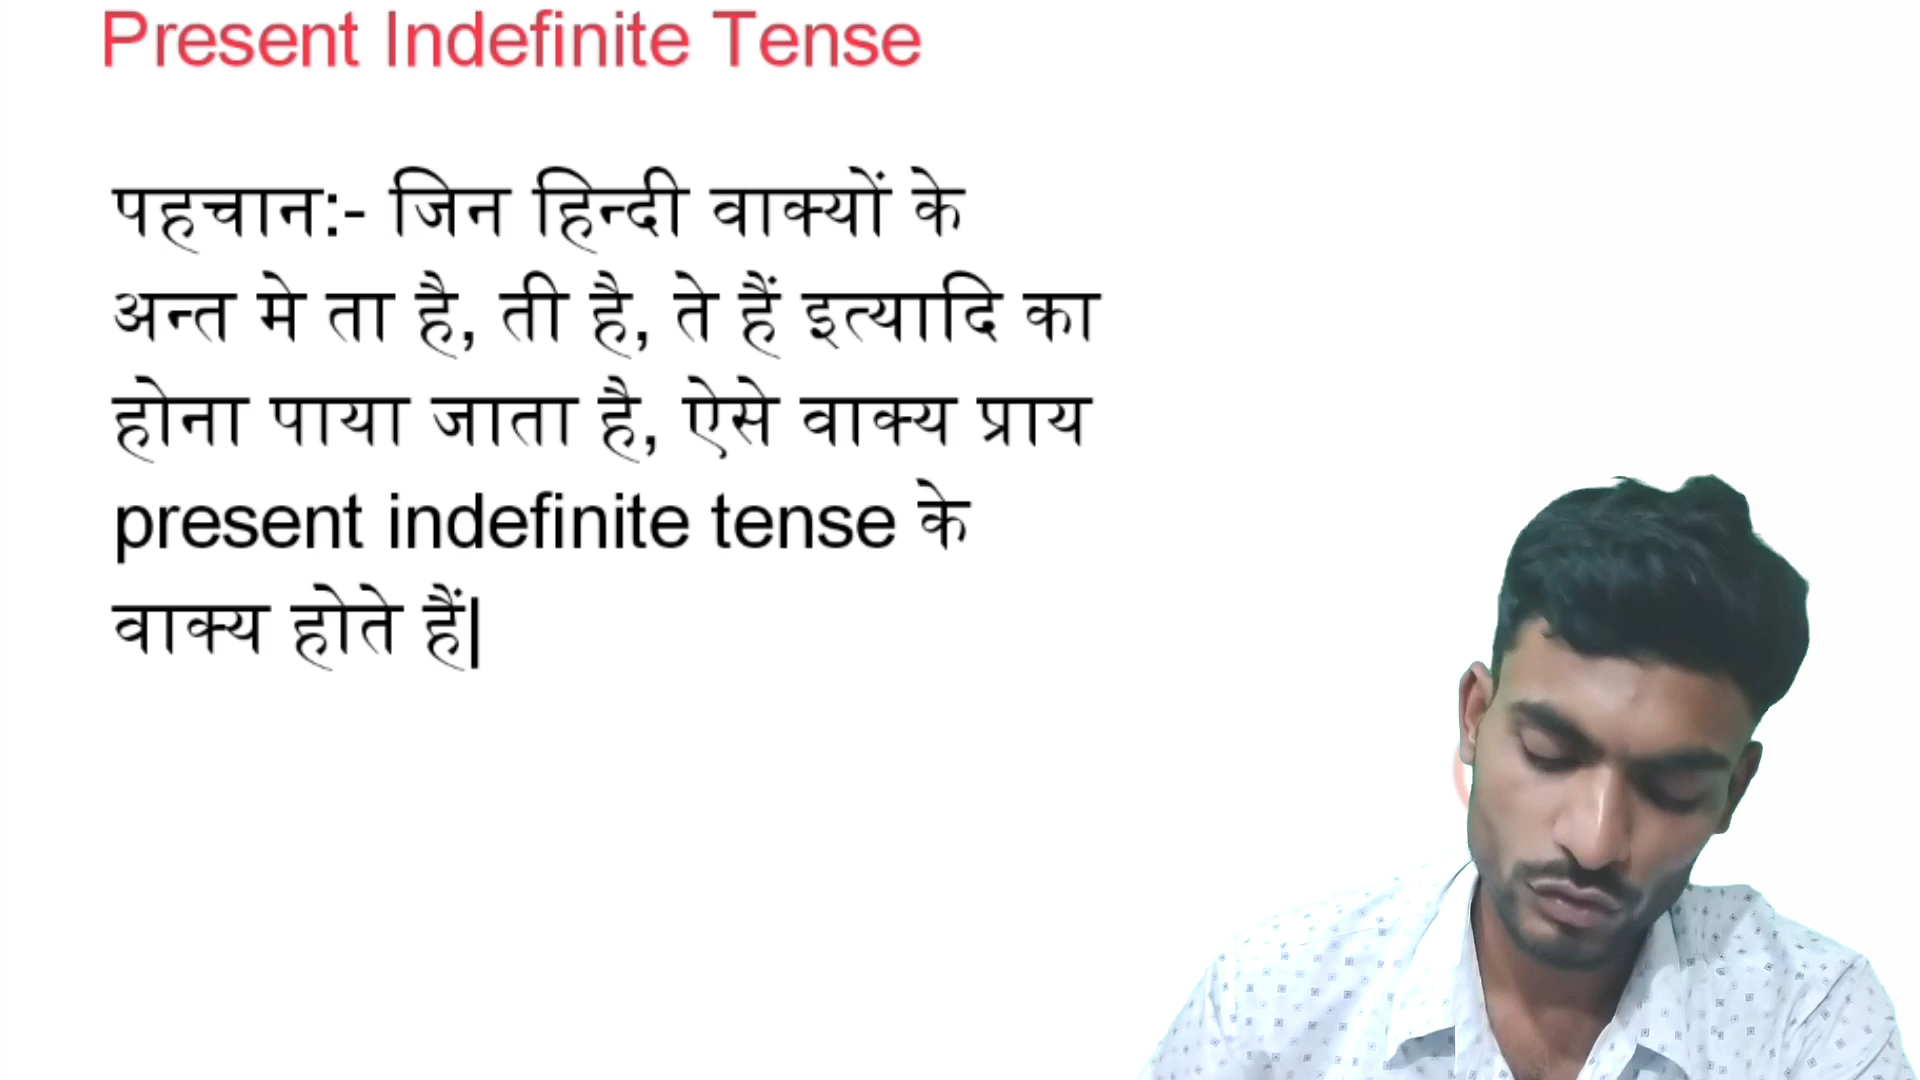 Present Indefinite Tense
पहचान:- जिन हिन्दी वाक्यों के
अन्त मे ता है, ती है, ते हैं इत्यादि का
होना पाया जाता है, ऐसे वाक्य प्राय
present indefinite tense के
वाक्य होते हैं|